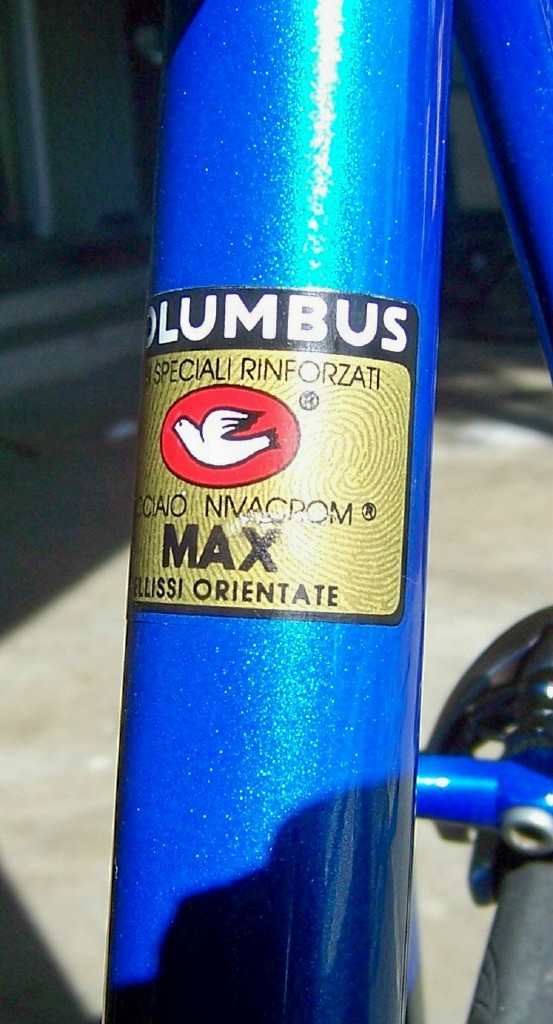 OLUMBUS
I SPECIALI RINFORZATI
®
CCIAIO NIVACROM ®
MAX
ELLISSI ORIENTATE